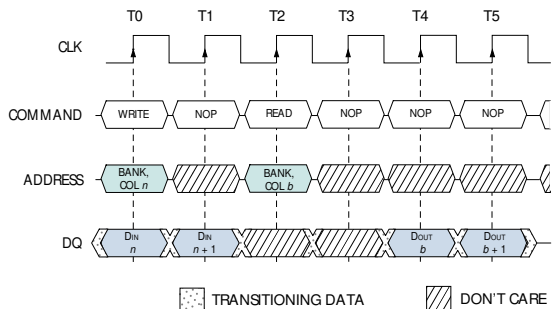 T0 T1 T2 T3 T4 T5
CLK
COMMAND WRITE NOP READ NOP NOP NOP
ADDRESS BANK, COL n BANK, COL b
DQ DIN n DIN n + 1 DOUT b DOUT b + 1
TRANSITIONING DATA DON'T CARE